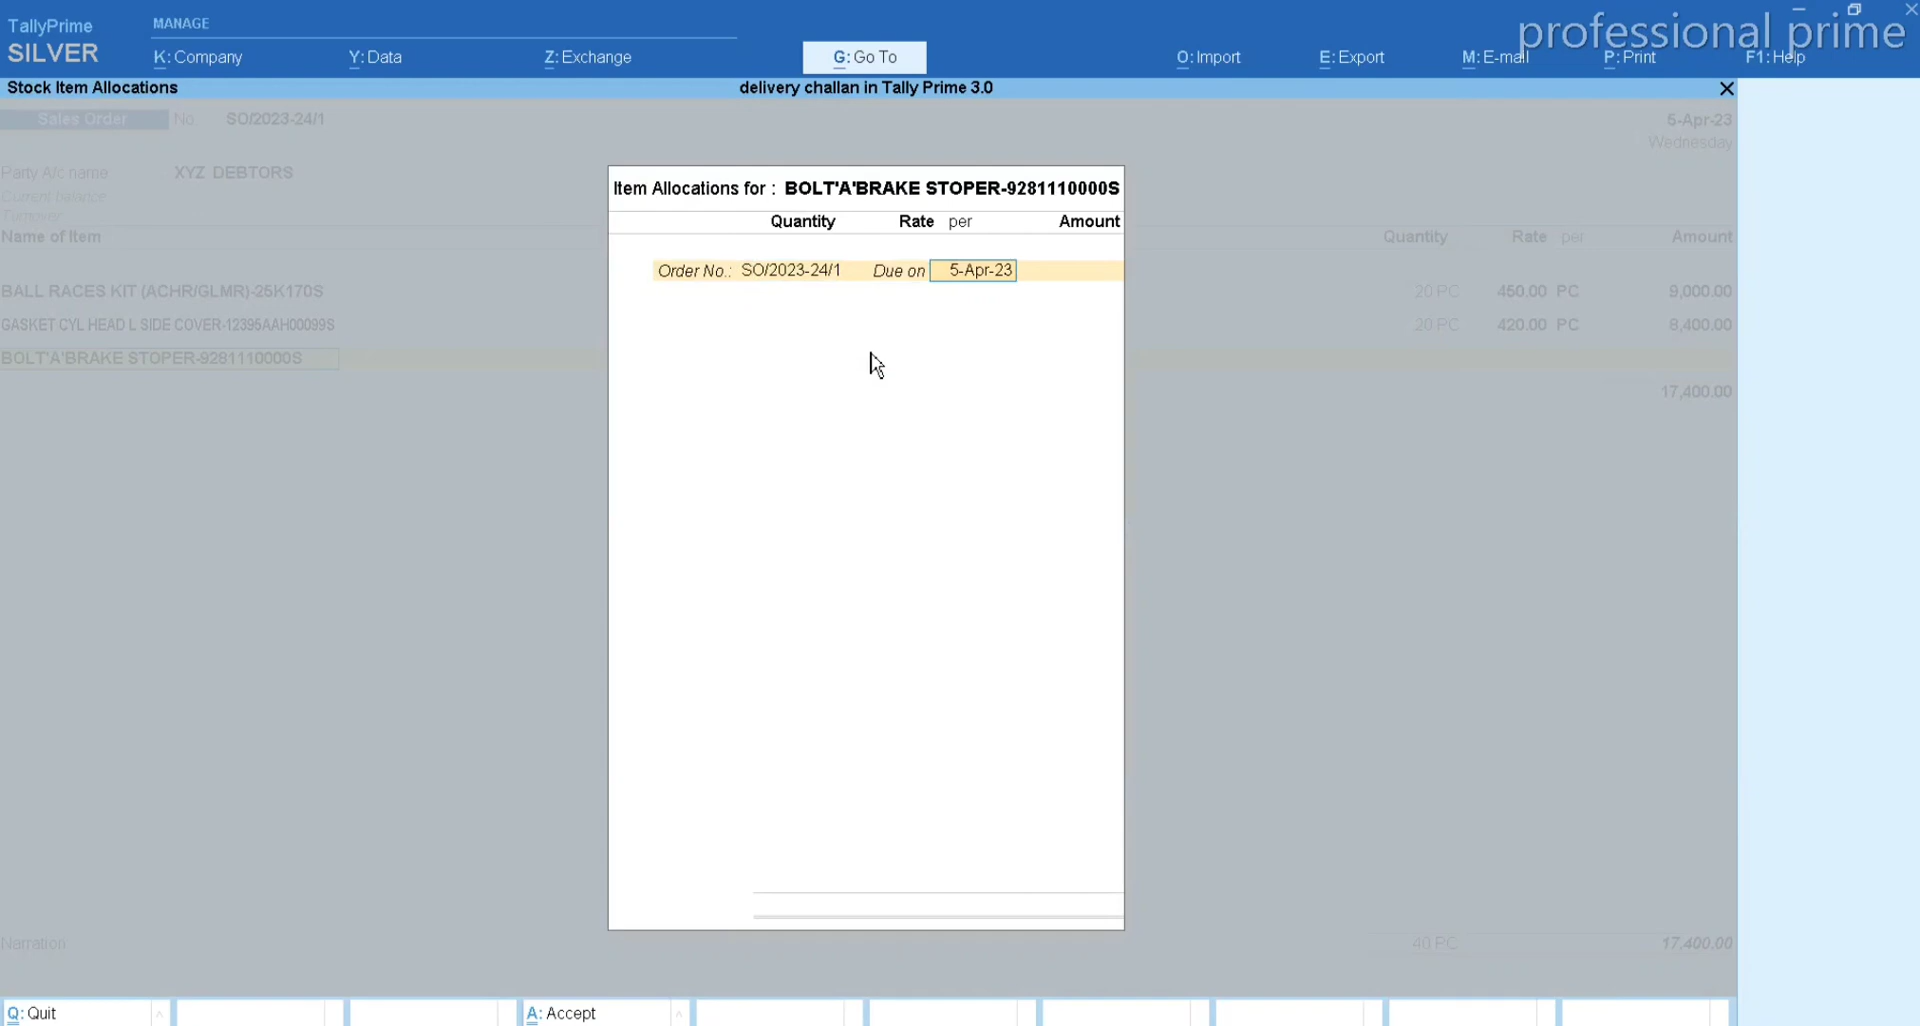 TallyPrime
SILVER
MANAGE
K: Company
Y: Data
Z: Exchange
G: Go To
O: Import
E: Export
M: E-mail
P: Print
F1: Help
professional prime
Stock Item Allocations
delivery challan in Tally Prime 3.0
Sales Order No. SO/2023-24/1
5-Apr-23
Wednesday
Party A/c name XYZ DEBTORS
Current balance
Turnover
Name of Item Quantity Rate per Amount
BALL RACES KIT (ACHR/GLMR)-25K170S 20 PC 450.00 PC 9,000.00
GASKET CYL HEAD L SIDE COVER-12395AAH00099S 20 PC 420.00 PC 8,400.00
BOLT'A'BRAKE STOPER-9281110000S
17,400.00
Item Allocations for : BOLT'A'BRAKE STOPER-9281110000S
Quantity Rate per Amount
Order No.: SO/2023-24/1 Due on 5-Apr-23
Narration 40 PC 17,400.00
Q: Quit
A: Accept